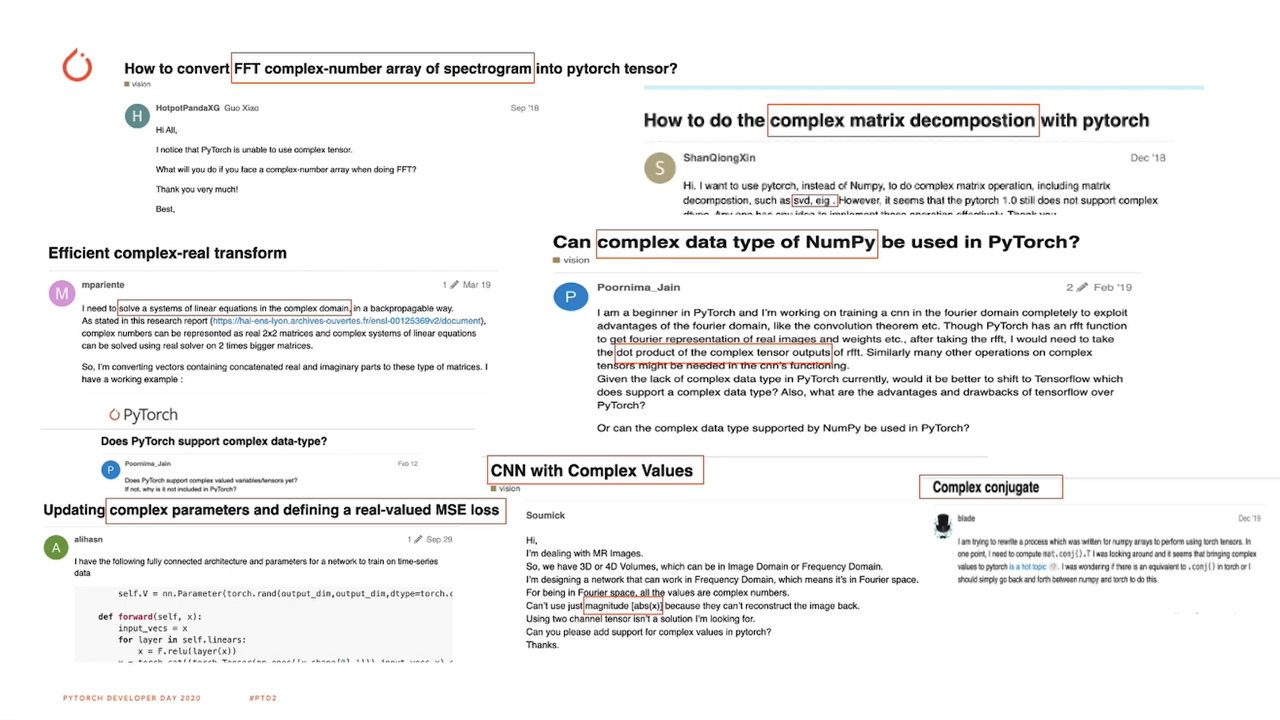 How to convert FFT complex-number array of spectrogram into pytorch tensor?
vision
H
HotpotPandaXG Guo Xiao
Sep '18
Hi All,
I notice that PyTorch is unable to use complex tensor.
What will you do if you face a complex-number array when doing FFT?
Thank you very much!
Best,
How to do the complex matrix decompostion with pytorch
S
ShanQiongXin
Dec '18
Hi. I want to use pytorch, instead of Numpy, to do complex matrix operation, including matrix
decompostion, such as svd, eig . However, it seems that the pytorch 1.0 still does not support complex
Efficient complex-real transform
M
mpariente
1 Mar 19
I need to solve a systems of linear equations in the complex domain, in a backpropagable way.
As stated in this research report (https://hal-ens-lyon.archives-ouvertes.fr/ensl-00125369v2/document),
complex numbers can be represented as real 2x2 matrices and complex systems of linear equations
can be solved using real solver on 2 times bigger matrices.
So, I'm converting vectors containing concatenated real and imaginary parts to these type of matrices. I
have a working example :
Can complex data type of NumPy be used in PyTorch?
vision
P
Poornima_Jain
2 Feb '19
I am a beginner in PyTorch and I'm working on training a cnn in the fourier domain completely to exploit
advantages of the fourier domain, like the convolution theorem etc. Though PyTorch has an rfft function
to get fourier representation of real images and weights etc., after taking the rfft, I would need to take
the dot product of the complex tensor outputs of rfft. Similarly many other operations on complex
tensors might be needed in the cnn's functioning.
Given the lack of complex data type in PyTorch currently, would it be better to shift to Tensorflow which
does support a complex data type? Also, what are the advantages and drawbacks of tensorflow over
PyTorch?
Or can the complex data type supported by NumPy be used in PyTorch?
PyTorch
Does PyTorch support complex data-type?
P
Poornima_Jain
Feb 12
Does PyTorch support complex valued variables/tensors yet?
If not, why is it not included in PyTorch?
Updating complex parameters and defining a real-valued MSE loss
A
alihasn
1 Sep 29
I have the following fully connected architecture and parameters for a network to train on time-series
data
self.V = nn.Parameter(torch.rand(output_dim,output_dim,dtype=torch.c
def forward(self, x):
input_vecs = x
for layer in self.linears:
x = F.relu(layer(x))
CNN with Complex Values
vision
Soumick
Hi,
I'm dealing with MR Images.
So, we have 3D or 4D Volumes, which can be in Image Domain or Frequency Domain.
I'm designing a network that can work in Frequency Domain, which means it's in Fourier space.
For being in Fourier space, all the values are complex numbers.
Can't use just magnitude [abs(x)] because they can't reconstruct the image back.
Using two channel tensor isn't a solution I'm looking for.
Can you please add support for complex values in pytorch?
Thanks.
Complex conjugate
blade
Dec '19
I am trying to rewrite a process which was written for numpy arrays to perform using torch tensors. In
one point, I need to compute mat.conj().T I was looking around and it seems that bringing complex
values to pytorch is a hot topic. I was wondering if there is an equivalent to .conj() in torch or I
should simply go back and forth between numpy and torch to do this.
PYTORCH DEVELOPER DAY 2020
#PTD2